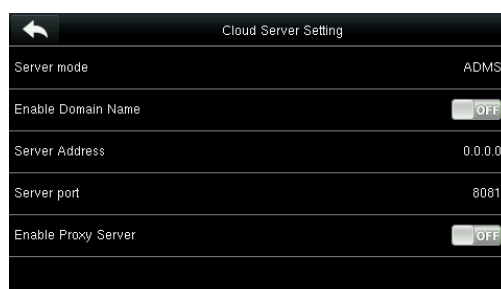 Cloud Server Setting
Server mode ADMS
Enable Domain Name OFF
Server Address 0.0.0.0
Server port 8081
Enable Proxy Server OFF